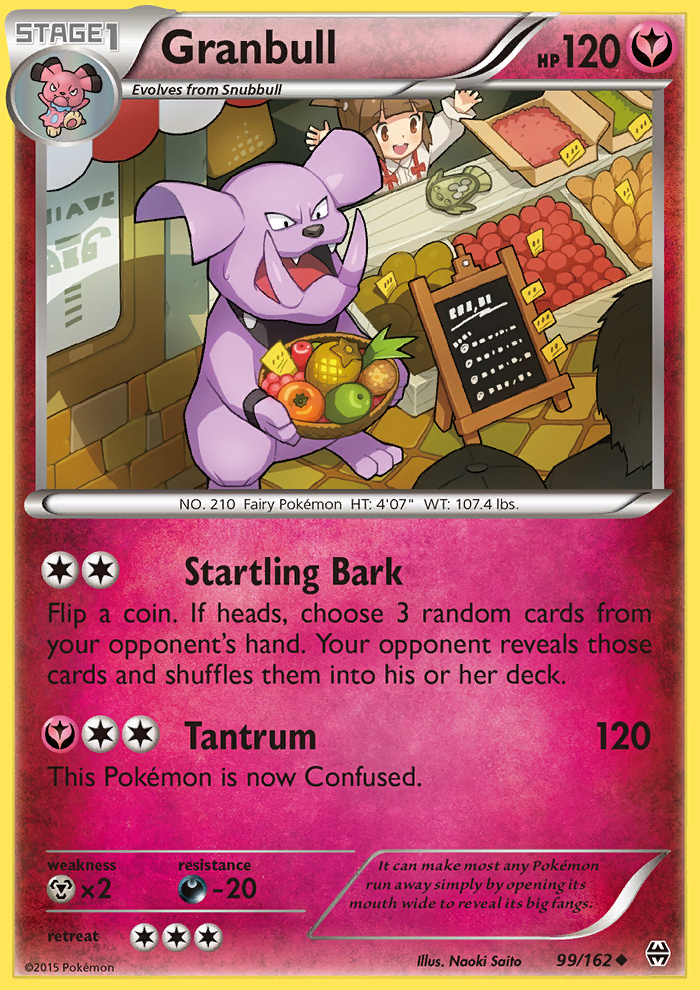 STAGE1
Granbull
HP120
Evolves from Snubbull
NO. 210 Fairy Pokémon HT: 4'07" WT: 107.4 lbs.
Startling Bark
Flip a coin. If heads, choose 3 random cards from
your opponent's hand. Your opponent reveals those
cards and shuffles them into his or her deck.
Tantrum 120
This Pokémon is now Confused.
weakness resistance
×2 -20
It can make most any Pokémon
run away simply by opening its
mouth wide to reveal its big fangs.
retreat
©2015 Pokémon
Illus. Naoki Saito 99/162